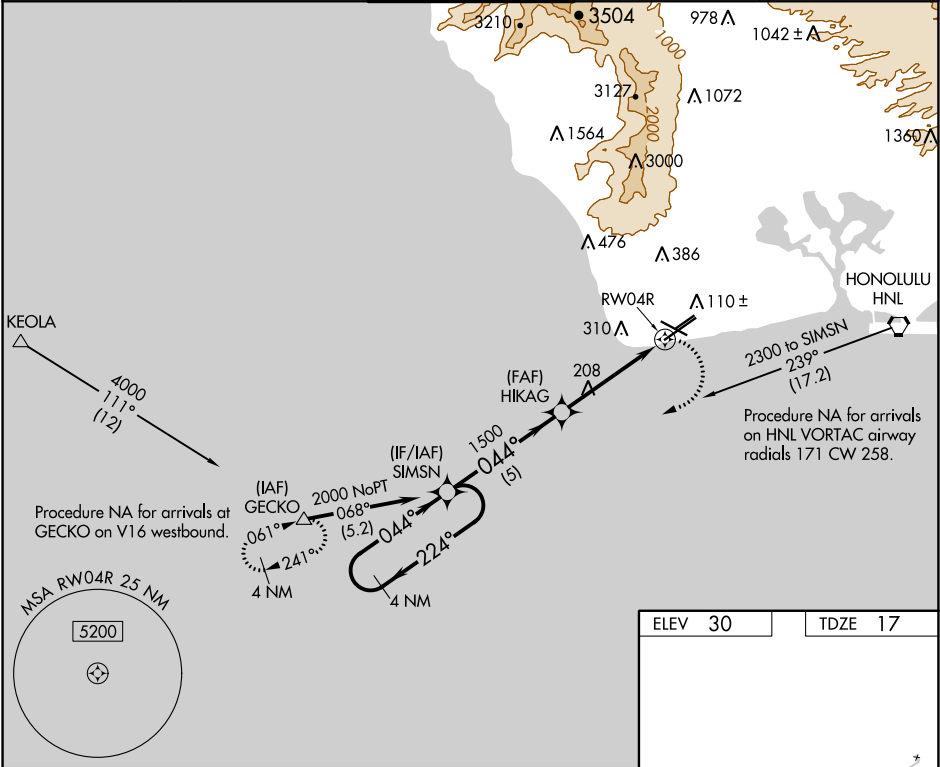 3210
3504
978
1042 ±
1000
3127
1072
2000
1564
1360
3000
476
386
HONOLULU
HNL
RW04R
110 ±
KEOLA
310
2300 to SIMSN
239°
(17.2)
4000
111°
(12)
(FAF)
HIKAG
208
Procedure NA for arrivals
on HNL VORTAC airway
radials 171 CW 258.
1500
044°
(5)
(IF/IAF)
SIMSN
(IAF)
GECKO
2000 NoPT
068°
(5.2)
Procedure NA for arrivals at
GECKO on V16 westbound.
061°
241°
4 NM
044°
224°
4 NM
MSA RW04R 25 NM
5200
ELEV 30
TDZE 17